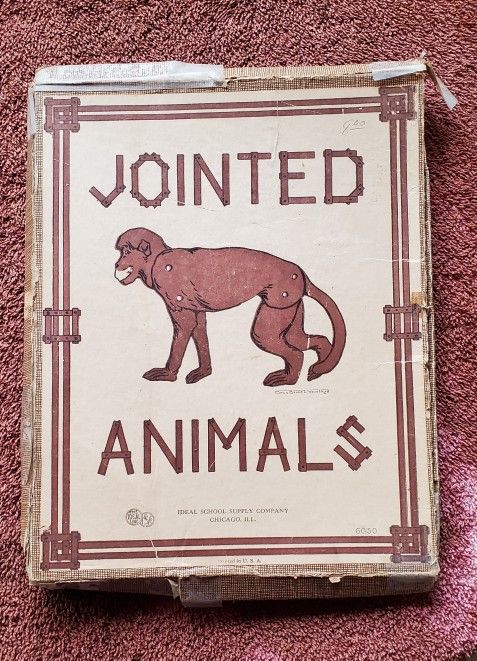 JOINTED
ANIMALS
IDEAL SCHOOL SUPPLY COMPANY
CHICAGO, ILL.
6050
U. S. A.